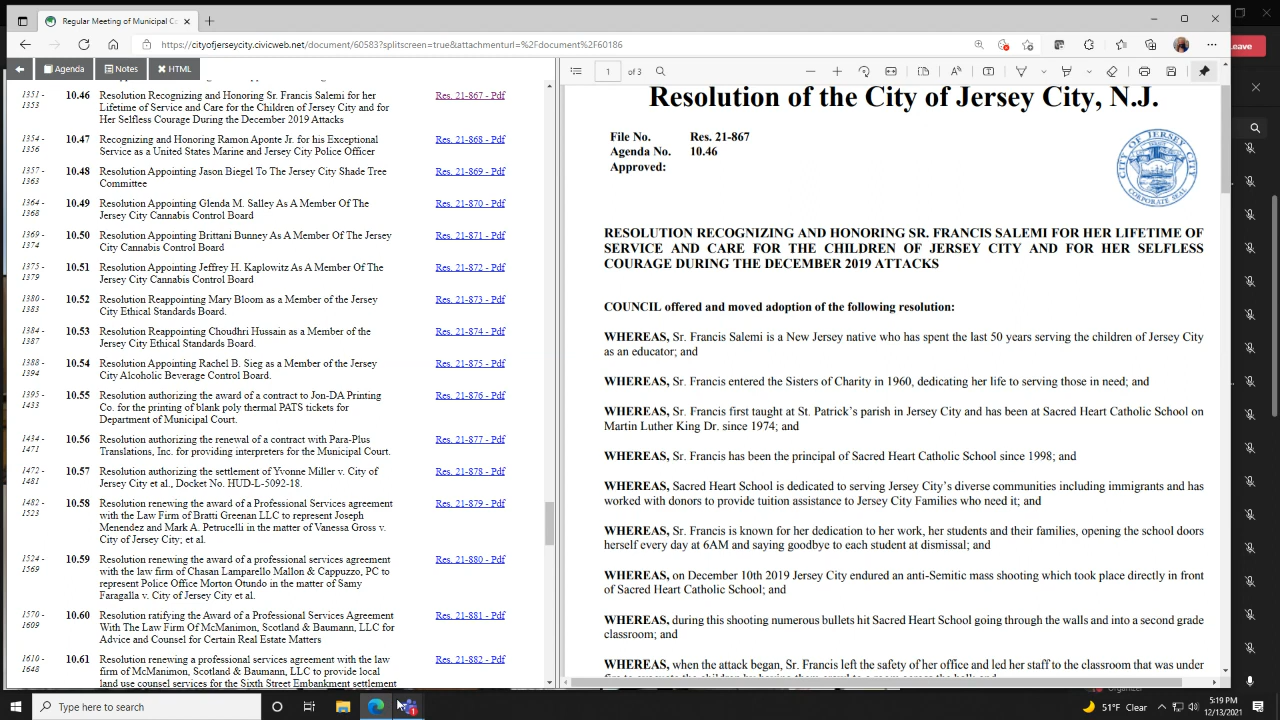 Regular Meeting of Municipal Co
https://cityofjerseycity.civicweb.net/document/60583?splitscreen=true&attachmenturl=%2Fdocument%2F60186
Leave
Agenda
Notes
HTML
1 of 3
1351 - 1353 10.46 Resolution Recognizing and Honoring Sr. Francis Salemi for her Res. 21-867 - Pdf
Lifetime of Service and Care for the Children of Jersey City and for
Her Selfless Courage During the December 2019 Attacks
1354 - 1356 10.47 Recognizing and Honoring Ramon Aponte Jr. for his Exceptional Res. 21-868 - Pdf
Service as a United States Marine and Jersey City Police Officer
1357 - 1363 10.48 Resolution Appointing Jason Biegel To The Jersey City Shade Tree Res. 21-869 - Pdf
Committee
1364 - 1368 10.49 Resolution Appointing Glenda M. Salley As A Member Of The Res. 21-870 - Pdf
Jersey City Cannabis Control Board
1369 - 1374 10.50 Resolution Appointing Brittani Bunney As A Member Of The Jersey Res. 21-871 - Pdf
City Cannabis Control Board
1375 - 1379 10.51 Resolution Appointing Jeffrey H. Kaplowitz As A Member Of The Res. 21-872 - Pdf
Jersey City Cannabis Control Board
1380 - 1383 10.52 Resolution Reappointing Mary Bloom as a Member of the Jersey Res. 21-873 - Pdf
City Ethical Standards Board.
1384 - 1387 10.53 Resolution Reappointing Choudhri Hussain as a Member of the Res. 21-874 - Pdf
Jersey City Ethical Standards Board.
1388 - 1394 10.54 Resolution Appointing Rachel B. Sieg as a Member of the Jersey Res. 21-875 - Pdf
City Alcoholic Beverage Control Board.
1395 - 1433 10.55 Resolution authorizing the award of a contract to Jon-DA Printing Res. 21-876 - Pdf
Co. for the printing of blank poly thermal PATS tickets for
Department of Municipal Court.
1434 - 1471 10.56 Resolution authorizing the renewal of a contract with Para-Plus Res. 21-877 - Pdf
Translations, Inc. for providing interpreters for the Municipal Court.
1472 - 1481 10.57 Resolution authorizing the settlement of Yvonne Miller v. City of Res. 21-878 - Pdf
Jersey City et al., Docket No. HUD-L-5092-18.
1482 - 1523 10.58 Resolution renewing the award of a Professional Services agreement Res. 21-879 - Pdf
with the Law Firm of Bratti Greenan LLC to represent Joseph
Menendez and Mark A. Petrucelli in the matter of Vanessa Gross v.
City of Jersey City; et al.
1524 - 1569 10.59 Resolution renewing the award of a professional services agreement Res. 21-880 - Pdf
with the law firm of Chasan Lamparello Mallon & Cappuzzo, PC to
represent Police Office Morton Otundo in the matter of Samy
Faragalla v. City of Jersey City et al.
1570 - 1609 10.60 Resolution ratifying the Award of a Professional Services Agreement Res. 21-881 - Pdf
With The Law Firm Of McManimon, Scotland & Baumann, LLC for
Advice and Counsel for Certain Real Estate Matters
1610 - 1648 10.61 Resolution renewing a professional services agreement with the law Res. 21-882 - Pdf
firm of McManimon, Scotland & Baumann, LLC to provide local
land use counsel services for the Sixth Street Embankment settlement
Resolution of the City of Jersey City, N.J.
File No. Res. 21-867
Agenda No. 10.46
Approved:
CITY OF JERSEY CITY
CORPORATE SEAL
RESOLUTION RECOGNIZING AND HONORING SR. FRANCIS SALEMI FOR HER LIFETIME OF
SERVICE AND CARE FOR THE CHILDREN OF JERSEY CITY AND FOR HER SELFLESS
COURAGE DURING THE DECEMBER 2019 ATTACKS
COUNCIL offered and moved adoption of the following resolution:
WHEREAS, Sr. Francis Salemi is a New Jersey native who has spent the last 50 years serving the children of Jersey City
as an educator; and
WHEREAS, Sr. Francis entered the Sisters of Charity in 1960, dedicating her life to serving those in need; and
WHEREAS, Sr. Francis first taught at St. Patrick's parish in Jersey City and has been at Sacred Heart Catholic School on
Martin Luther King Dr. since 1974; and
WHEREAS, Sr. Francis has been the principal of Sacred Heart Catholic School since 1998; and
WHEREAS, Sacred Heart School is dedicated to serving Jersey City's diverse communities including immigrants and has
worked with donors to provide tuition assistance to Jersey City Families who need it; and
WHEREAS, Sr. Francis is known for her dedication to her work, her students and their families, opening the school doors
herself every day at 6AM and saying goodbye to each student at dismissal; and
WHEREAS, on December 10th 2019 Jersey City endured an anti-Semitic mass shooting which took place directly in front
of Sacred Heart Catholic School; and
WHEREAS, during this shooting numerous bullets hit Sacred Heart School going through the walls and into a second grade
classroom; and
WHEREAS, when the attack began, Sr. Francis left the safety of her office and led her staff to the classroom that was under
Type here to search
51°F Clear
5:19 PM
12/13/2021